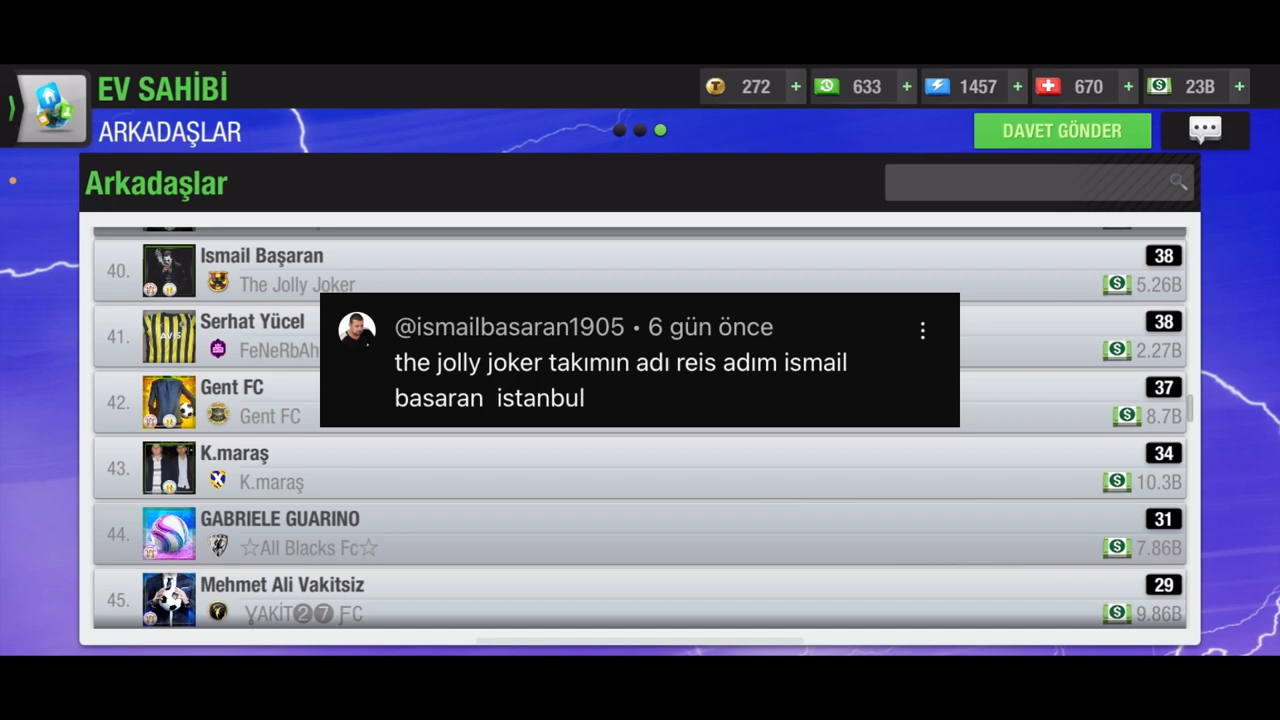 EV SAHİBİ
272 + 633 + 1457 + 670 + 23B +
ARKADAŞLAR
DAVET GÖNDER
Arkadaşlar
40. Ismail Başaran 38
The Jolly Joker 5.26B
@ismailbasaran1905 • 6 gün önce
the jolly joker takımın adı reis adım ismail
basaran istanbul
41. Serhat Yücel 38
FeNeRbAh 2.27B
42. Gent FC 37
Gent FC 8.7B
43. K.maraş 34
K.maraş 10.3B
44. GABRIELE GUARINO 31
☆All Blacks Fc☆ 7.86B
45. Mehmet Ali Vakitsiz 29
ƔAKİT❷❼ ƑC 9.86B